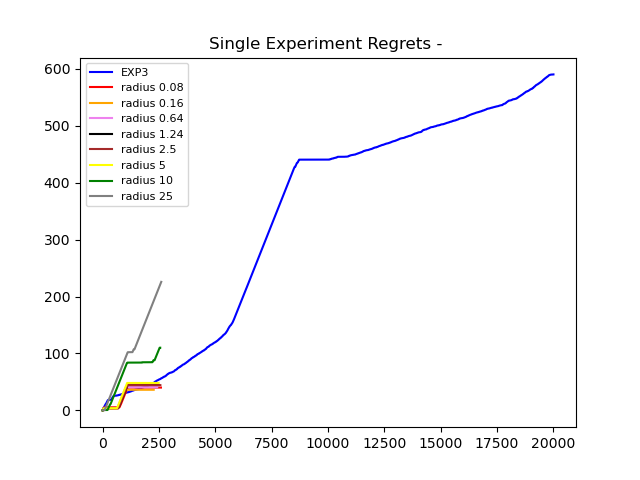 Single Experiment Regrets -
600
500
400
300
200
100
0
EXP3
radius 0.08
radius 0.16
radius 0.64
radius 1.24
radius 2.5
radius 5
radius 10
radius 25
0 2500 5000 7500 10000 12500 15000 17500 20000